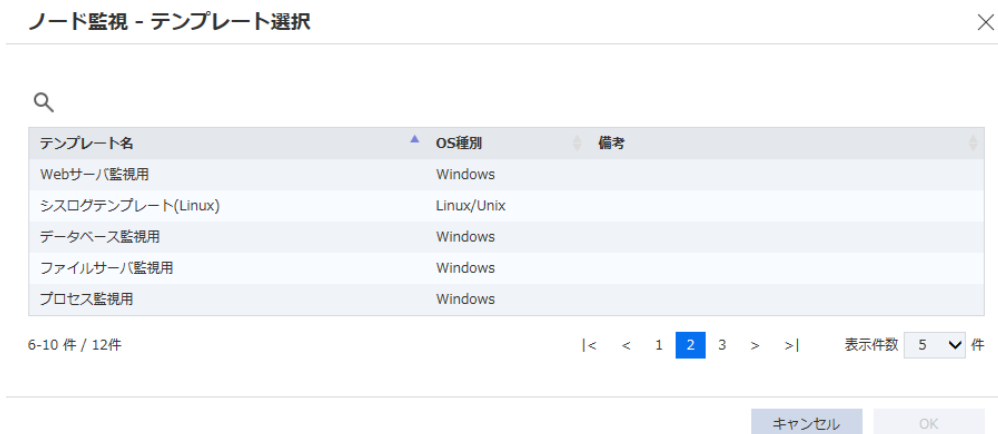 ノード監視 - テンプレート選択
テンプレート名 OS種別 備考
Webサーバ監視用 Windows
シスログテンプレート(Linux) Linux/Unix
データベース監視用 Windows
ファイルサーバ監視用 Windows
プロセス監視用 Windows
6-10 件 / 12件 |< < 1 2 3 > >| 表示件数 5 件
キャンセル OK